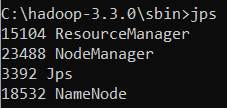 C:\hadoop-3.3.0\sbin>jps
15104 ResourceManager
23488 NodeManager
3392 Jps
18532 NameNode